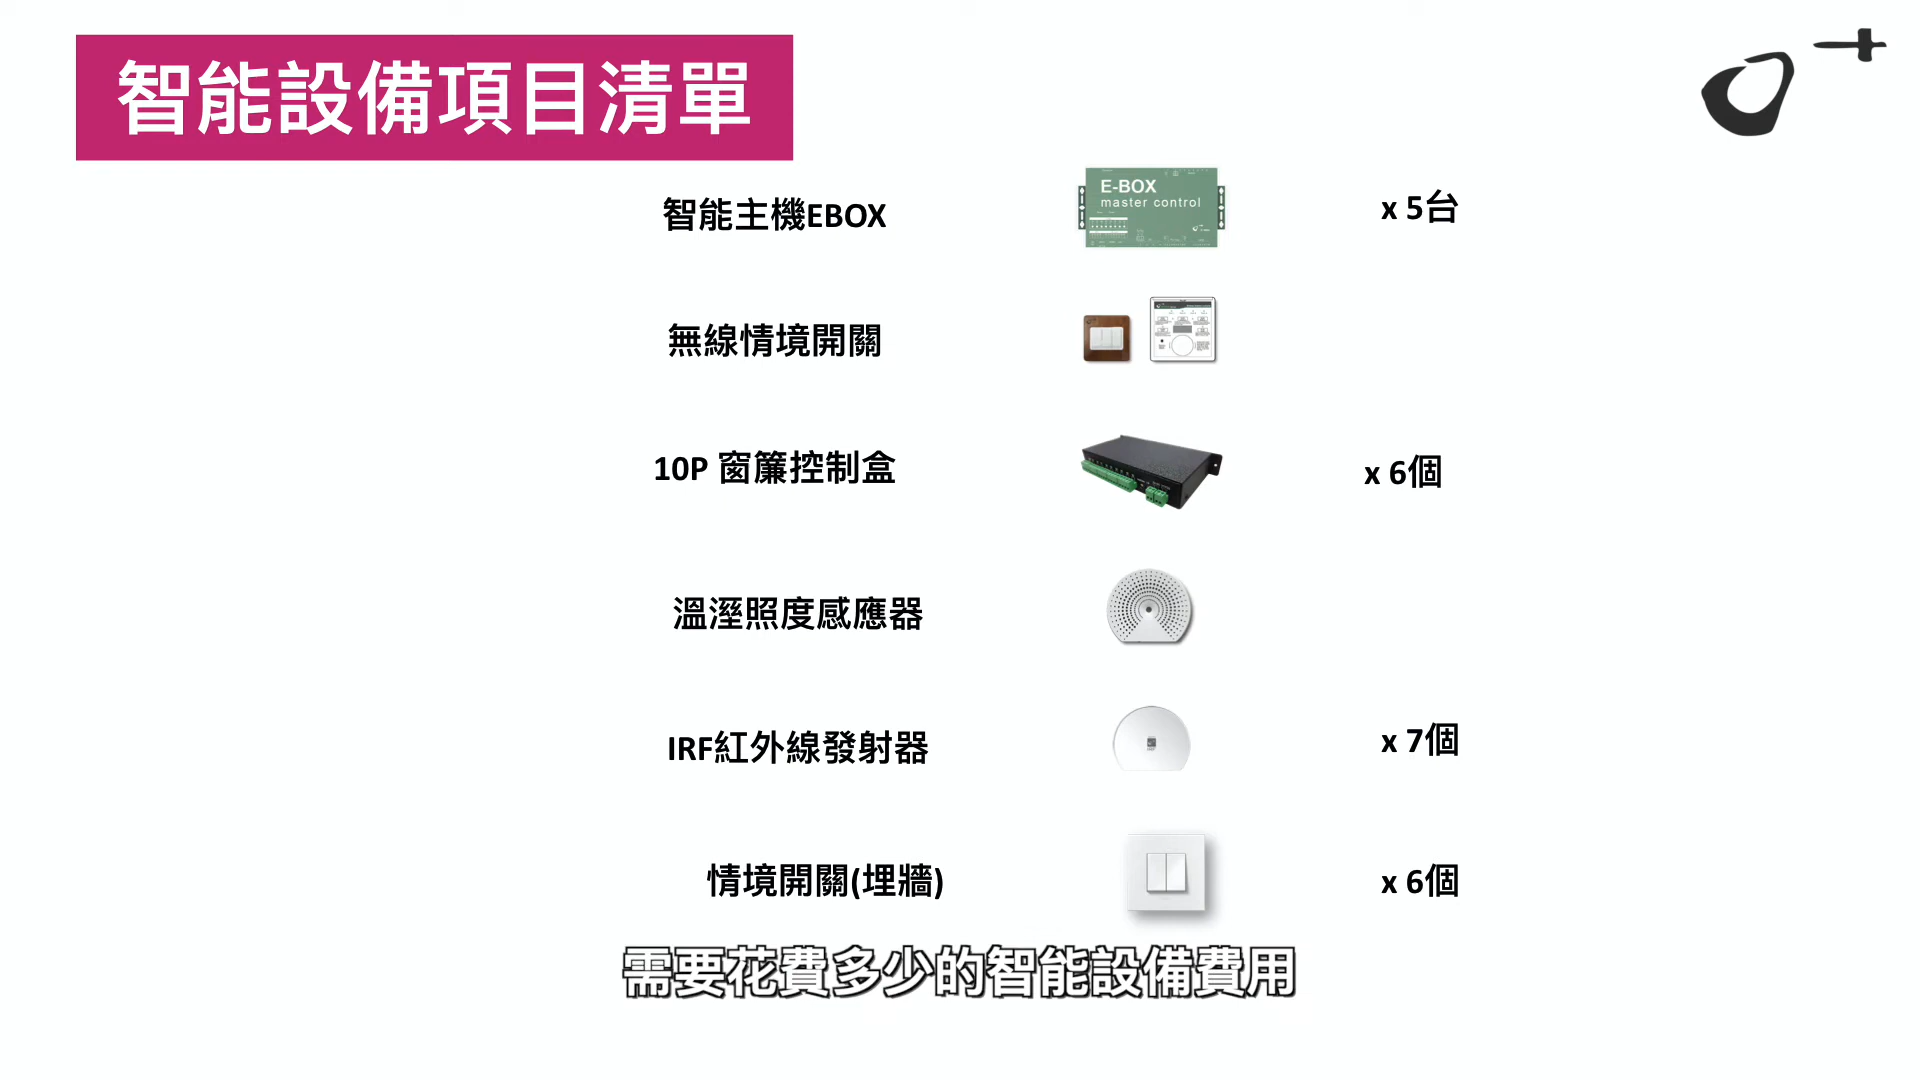 智能設備項目清單
智能主機EBOX
E-BOX
master control
x 5台
無線情境開關
10P 窗簾控制盒
x 6個
溫溼照度感應器
IRF紅外線發射器
x 7個
情境開關(埋牆)
x 6個
需要花費多少的智能設備費用